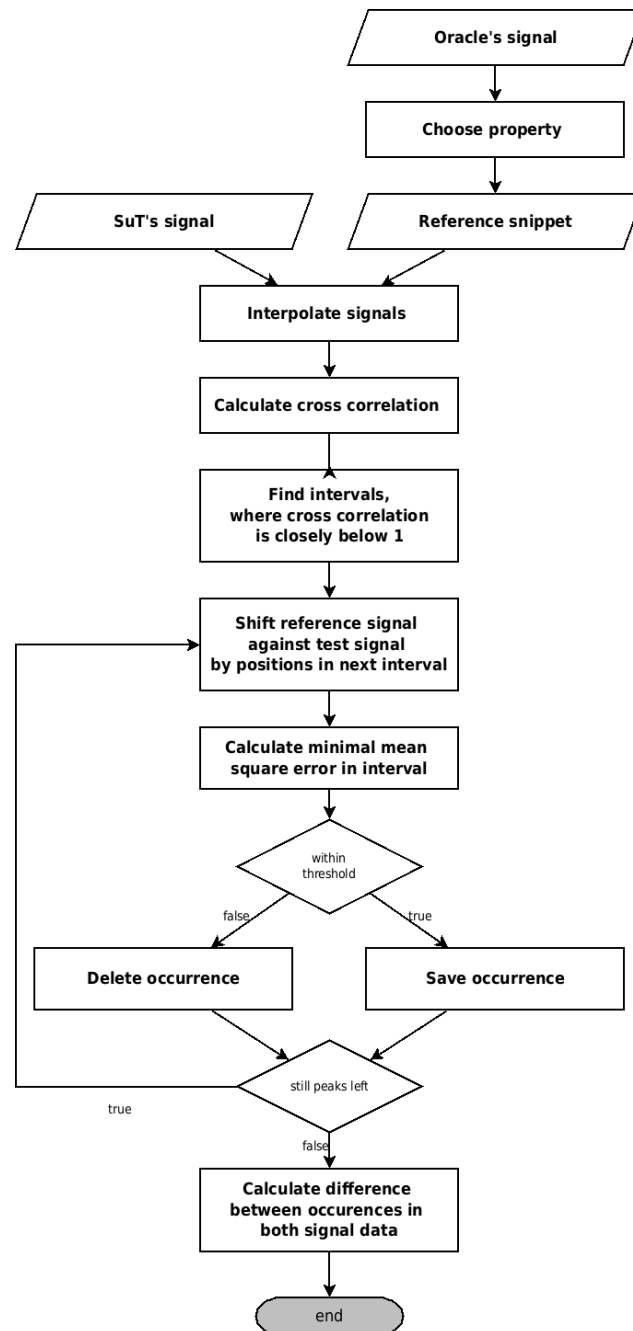 Oracle's signal
Choose property
SuT's signal
Reference snippet
Interpolate signals
Calculate cross correlation
Find intervals,
where cross correlation
is closely below 1
Shift reference signal
against test signal
by positions in next interval
Calculate minimal mean
square error in interval
within
threshold
false
true
Delete occurrence
Save occurrence
still peaks left
true
false
Calculate difference
between occurences in
both signal data
end